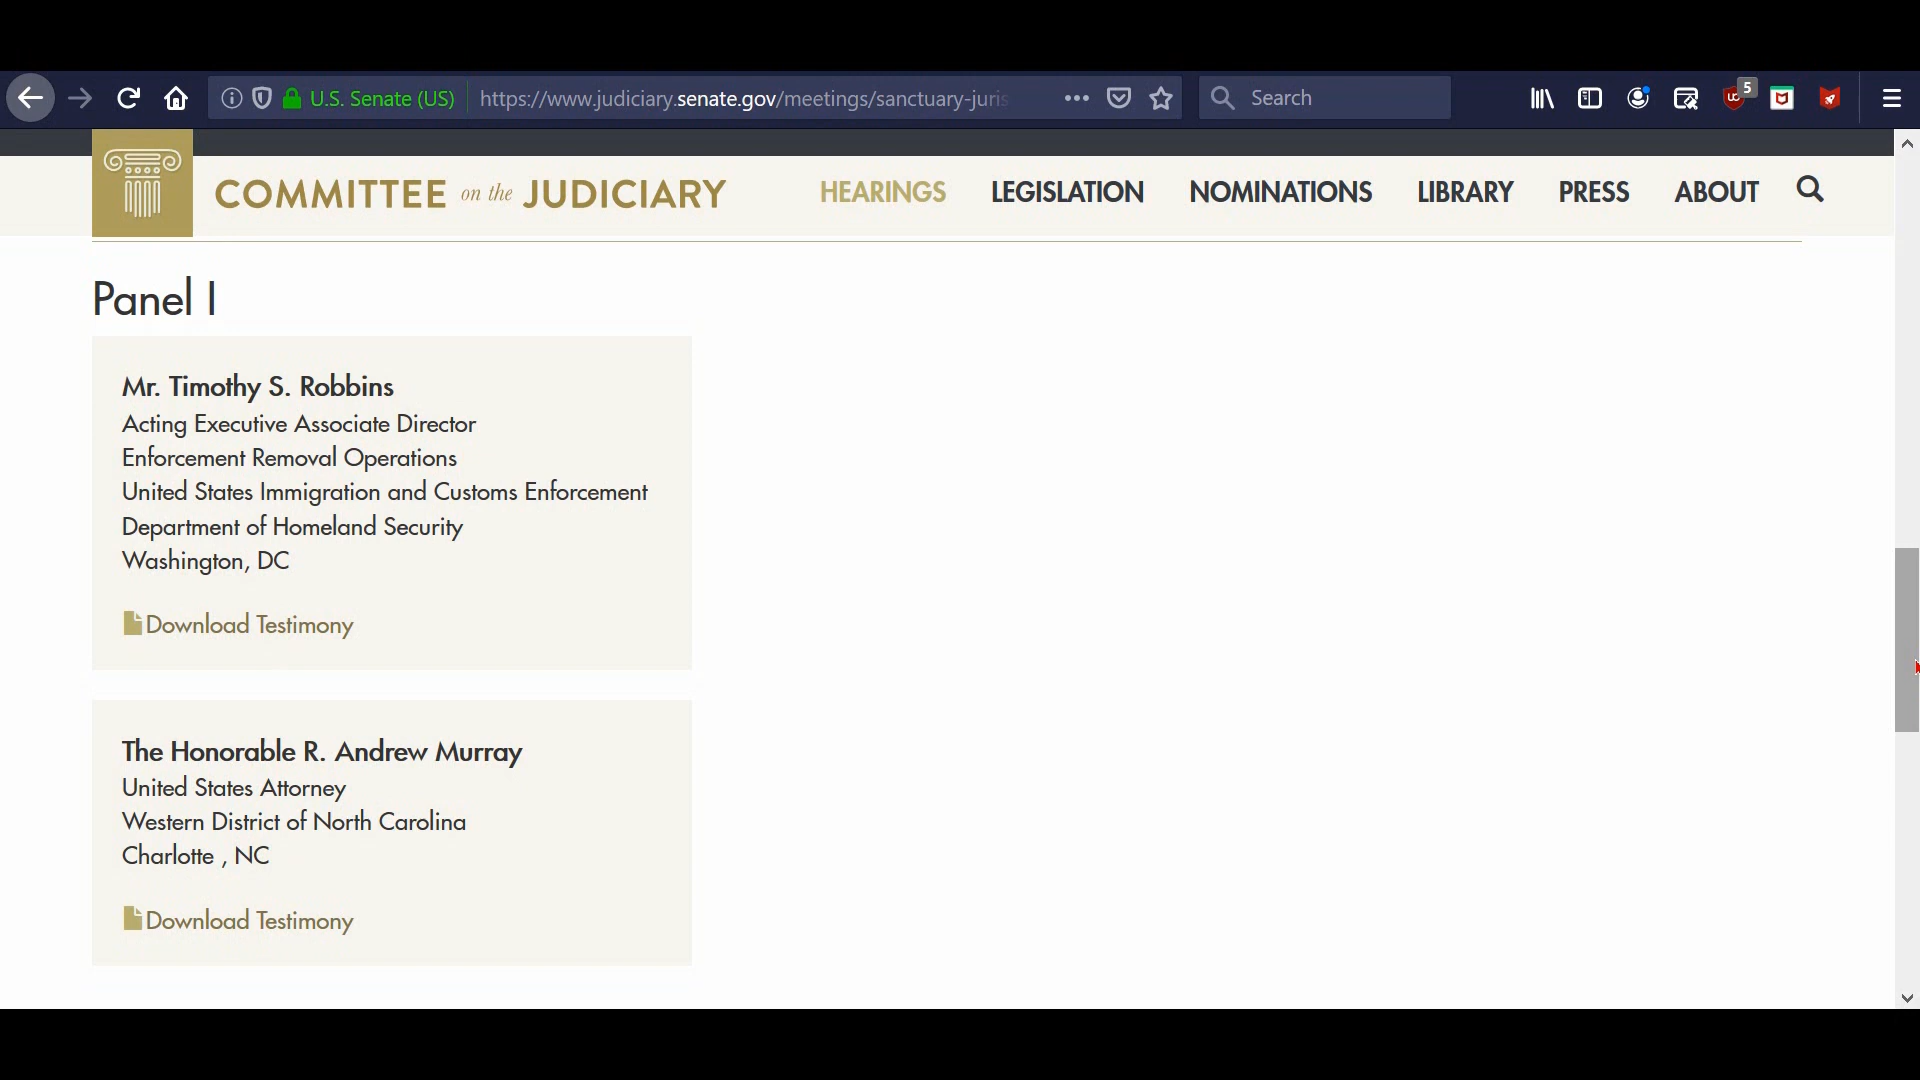 U.S. Senate (US) https://www.judiciary.senate.gov/meetings/sanctuary-juris Search 5
COMMITTEE on the JUDICIARY HEARINGS LEGISLATION NOMINATIONS LIBRARY PRESS ABOUT
Panel I
Mr. Timothy S. Robbins
Acting Executive Associate Director
Enforcement Removal Operations
United States Immigration and Customs Enforcement
Department of Homeland Security
Washington, DC
Download Testimony
The Honorable R. Andrew Murray
United States Attorney
Western District of North Carolina
Charlotte , NC
Download Testimony